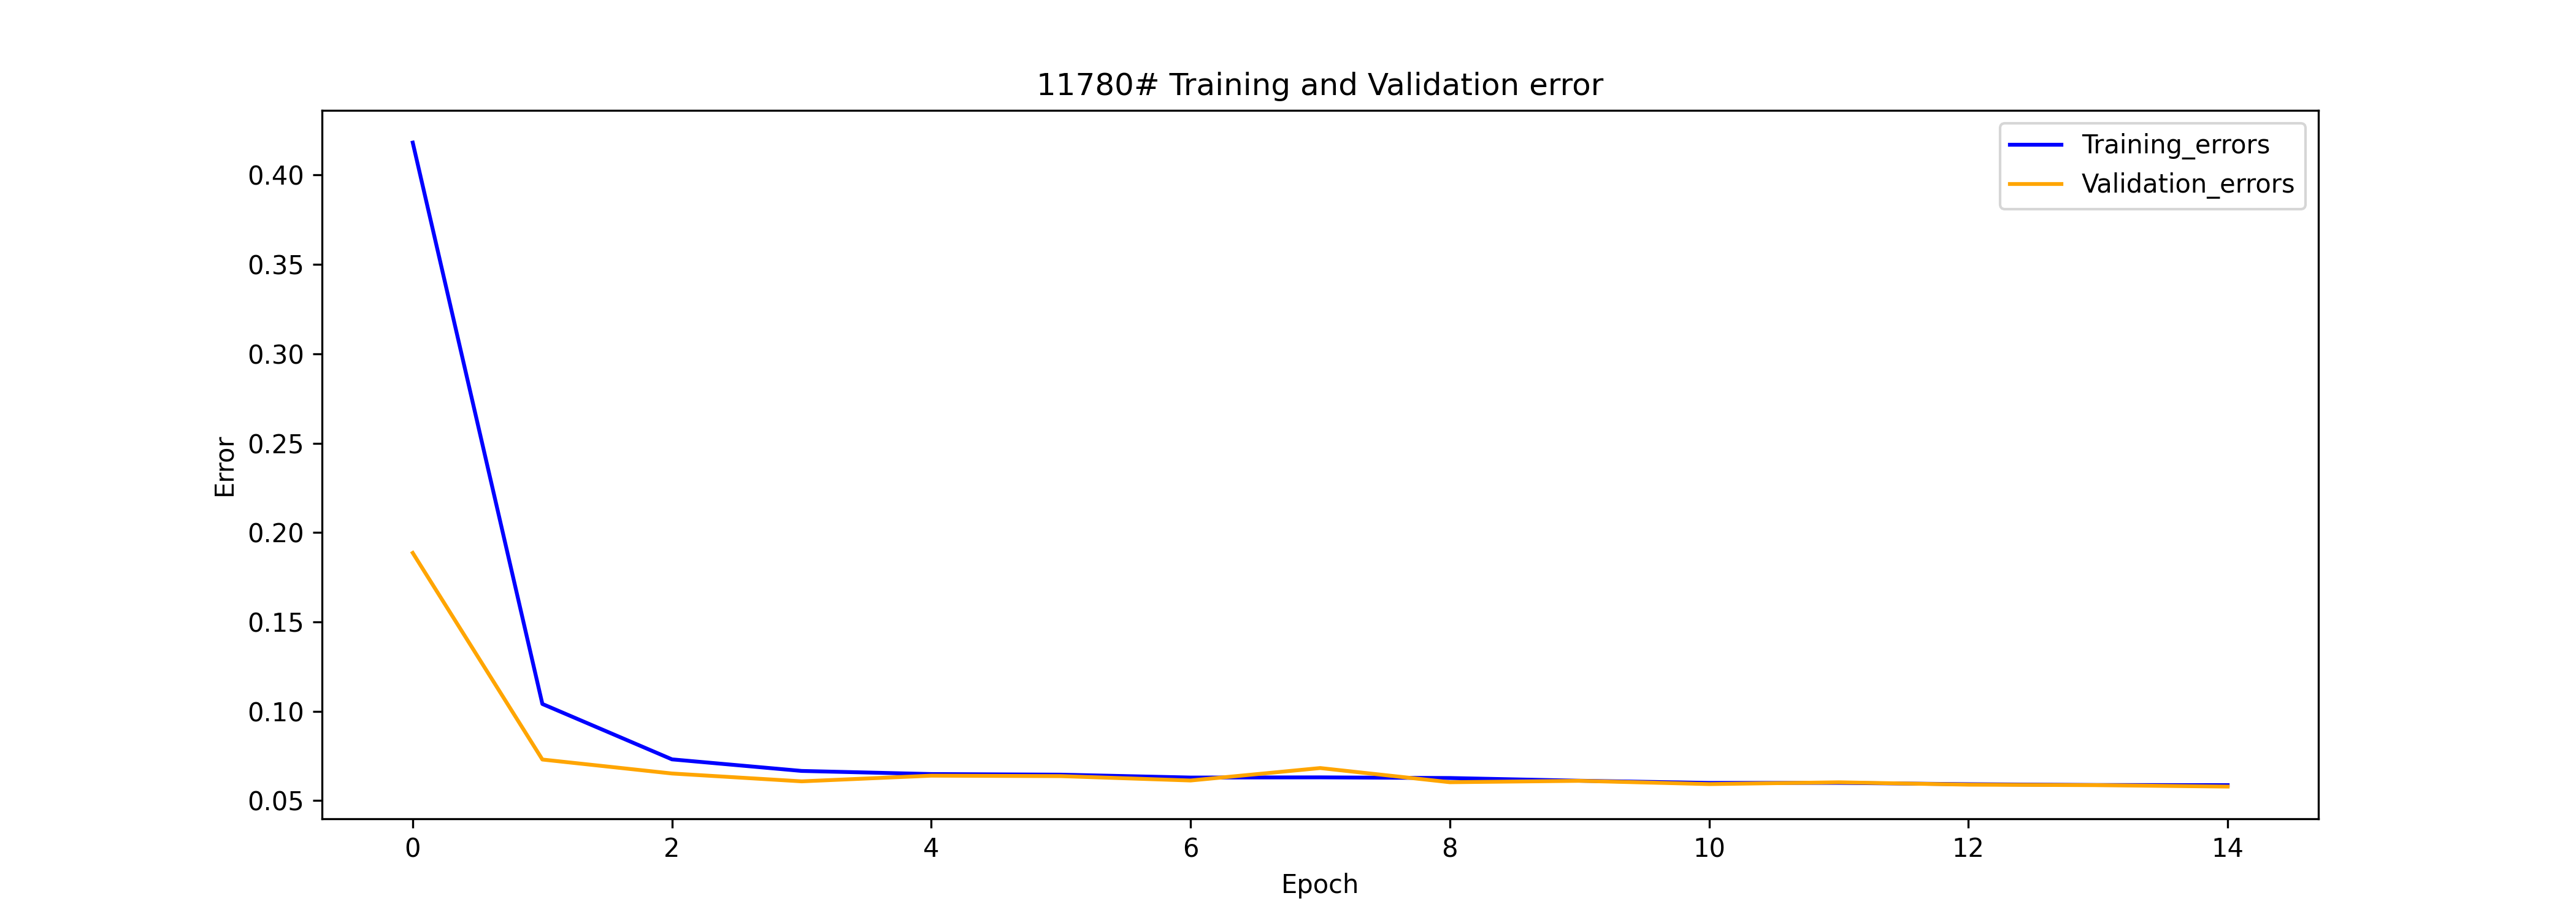 11780# Training and Validation error
Training_errors
Validation_errors
Error
0.40
0.35
0.30
0.25
0.20
0.15
0.10
0.05
0 2 4 6 8 10 12 14
Epoch